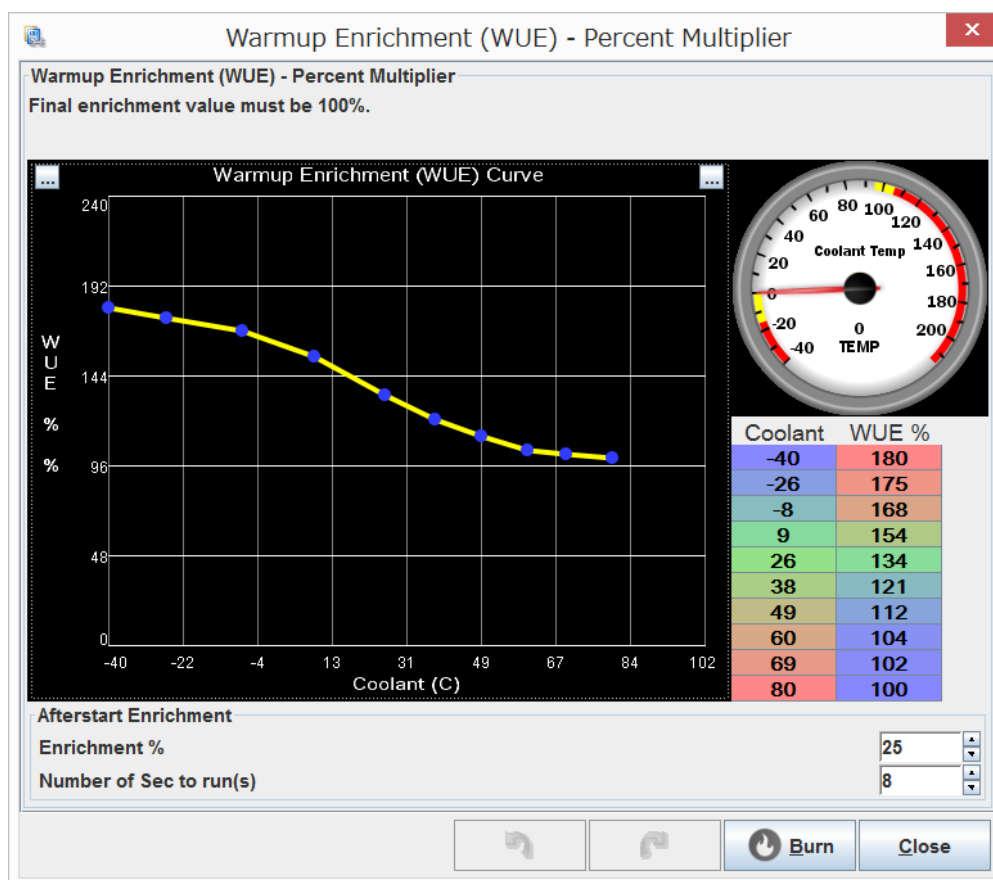 Warmup Enrichment (WUE) - Percent Multiplier
x
Warmup Enrichment (WUE) - Percent Multiplier
Final enrichment value must be 100%.
...
Warmup Enrichment (WUE) Curve
...
240
192
144
96
48
0
W
U
E
%
%
-40 -22 -4 13 31 49 67 84 102
Coolant (C)
-40
-20
0
20
40
60
80
100
120
140
160
180
200
Coolant Temp
0
TEMP
Coolant WUE %
-40 180
-26 175
-8 168
9 154
26 134
38 121
49 112
60 104
69 102
80 100
Afterstart Enrichment
Enrichment % 25
Number of Sec to run(s) 8
Burn Close